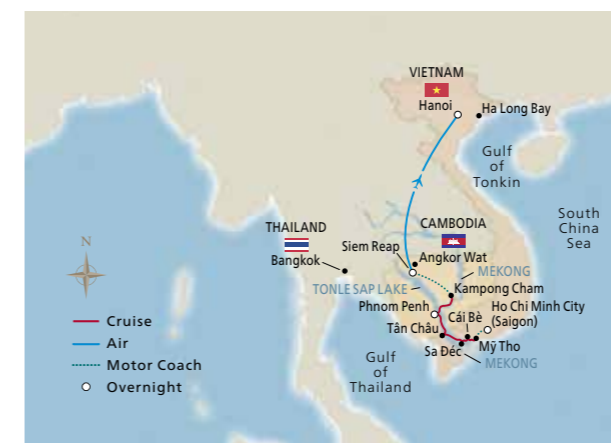 VIETNAM
Hanoi
Ha Long Bay
Gulf
of
Tonkin
South
China
Sea
THAILAND
Bangkok
CAMBODIA
Siem Reap
Angkor Wat
MEKONG
TONLE SAP LAKE
Kampong Cham
Phnom Penh
Ho Chi Minh City
(Saigon)
Cái Bè
Tân Châu
Mỹ Tho
Sa Đéc
MEKONG
Gulf
of
Thailand
N
Cruise
Air
Motor Coach
Overnight